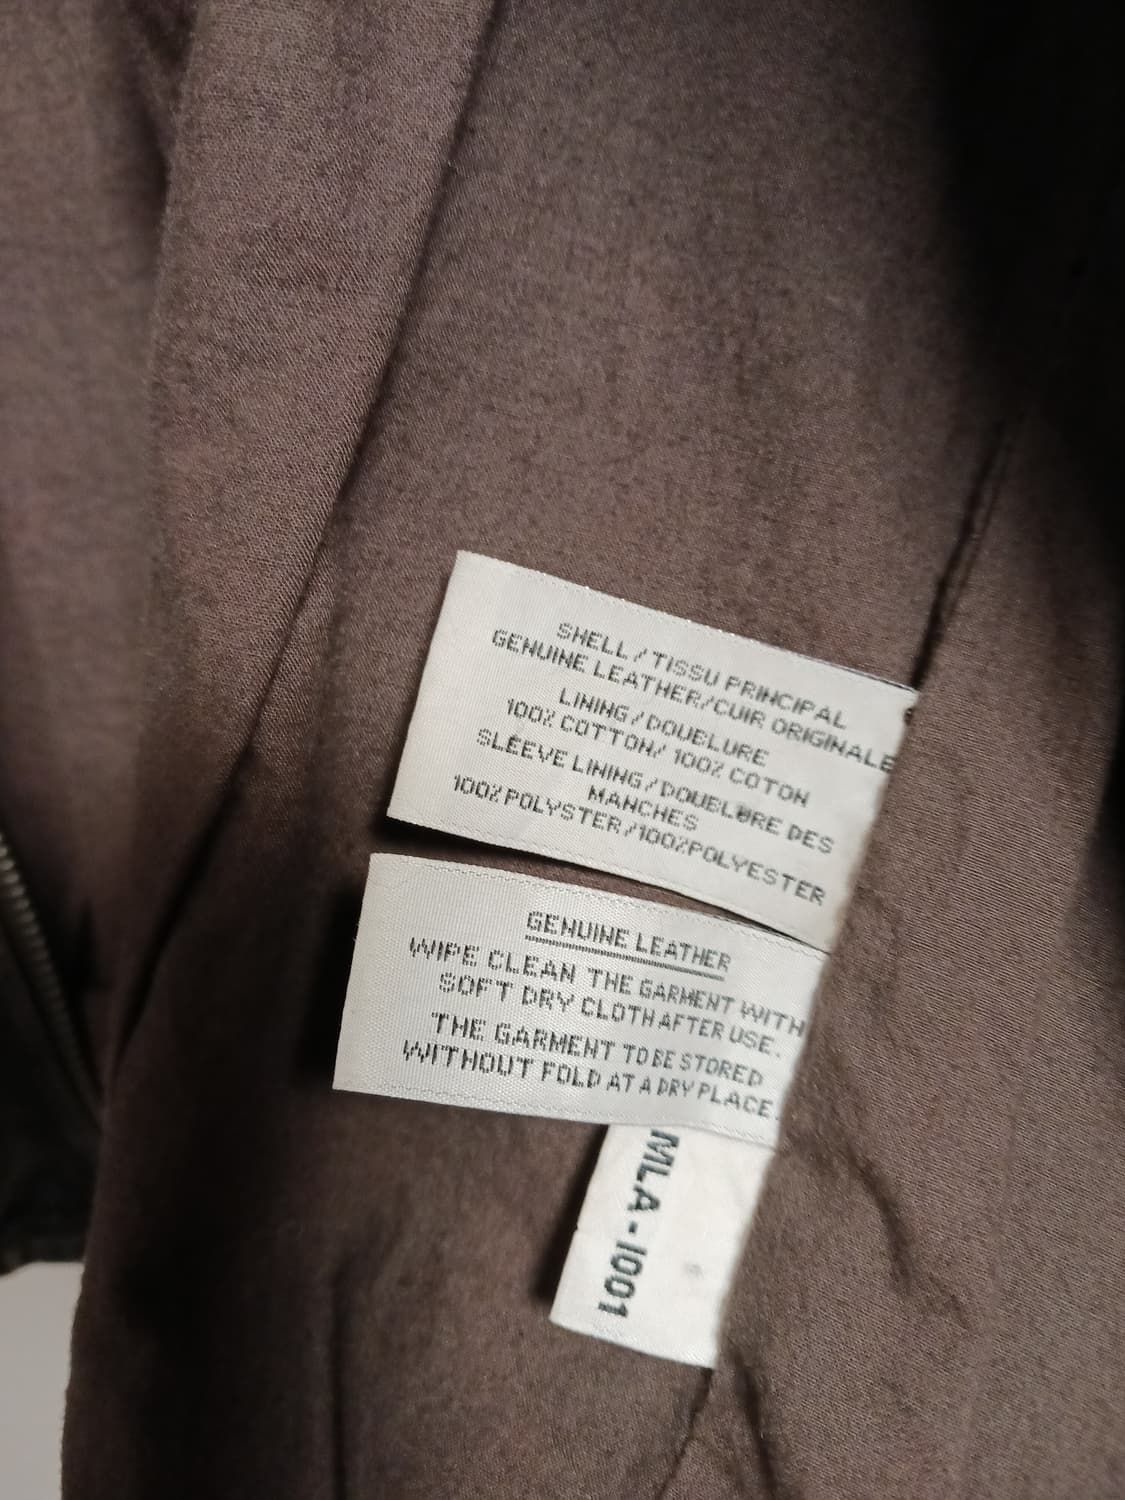 SHELL / TISSU PRINCIPAL
GENUINE LEATHER/CUIR ORIGINALE
LINING / DOUELURE
100% COTTON/ 100% COTON
SLEEVE LINING / DOUBLURE DES
MANCHES
100% POLYSTER /100%POLYESTER
GENUINE LEATHER
WIPE CLEAN THE GARMENT WITH
SOFT DRY CLOTH AFTER USE.
THE GARMENT TO BE STORED
WITHOUT FOLD AT A DRY PLACE.
MLA-1001